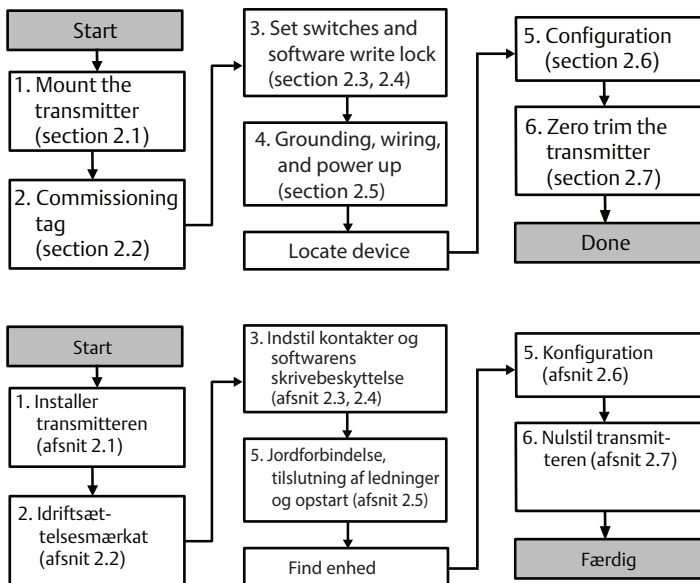 Start
1. Mount the
transmitter
(section 2.1)
2. Commissioning
tag
(section 2.2)
3. Set switches and
software write lock
(section 2.3, 2.4)
4. Grounding, wiring,
and power up
(section 2.5)
Locate device
5. Configuration
(section 2.6)
6. Zero trim the
transmitter
(section 2.7)
Done
Start
1. Installer
transmitteren
(afsnit 2.1)
2. Idriftsæt-
telsesmærkat
(afsnit 2.2)
3. Indstil kontakter og
softwarens
skrivebeskyttelse
(afsnit 2.3, 2.4)
5. Jordforbindelse,
tilslutning af ledninger
og opstart (afsnit 2.5)
Find enhed
5. Konfiguration
(afsnit 2.6)
6. Nulstil transmit-
teren (afsnit 2.7)
Færdig